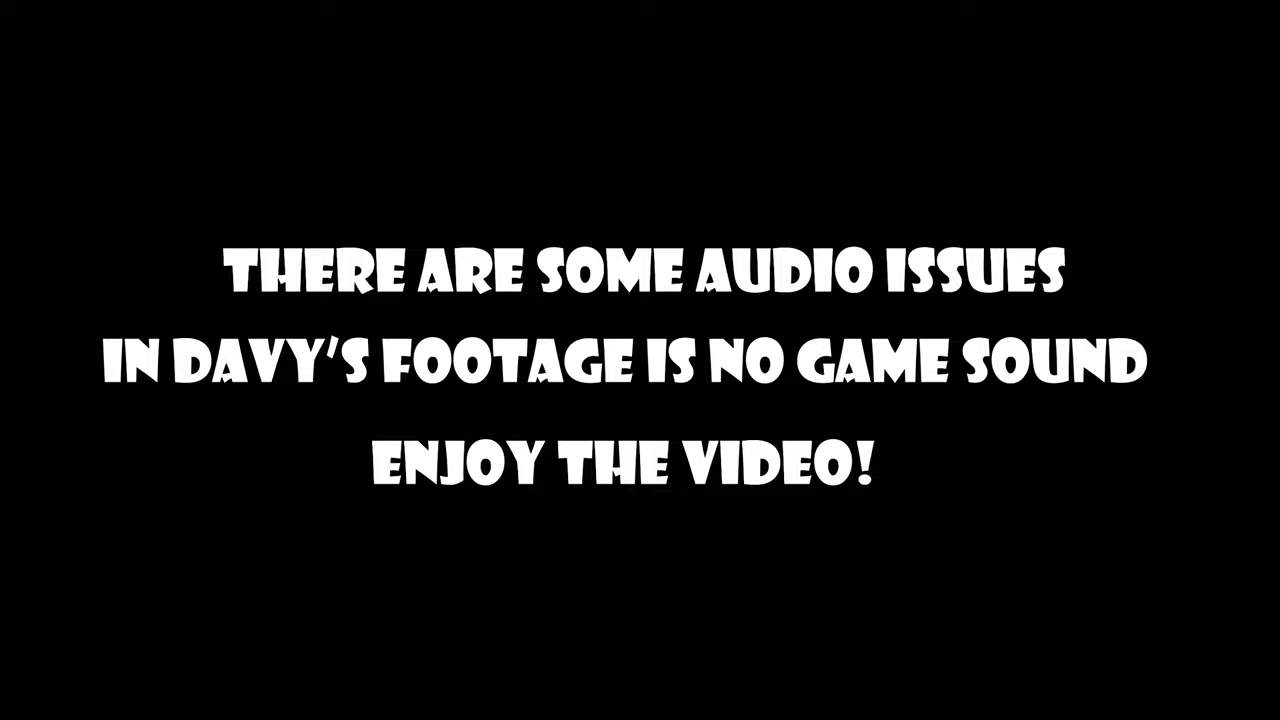 THERE ARE SOME AUDIO ISSUES
IN DAVY'S FOOTAGE IS NO GAME SOUND
ENJOY THE VIDEO!